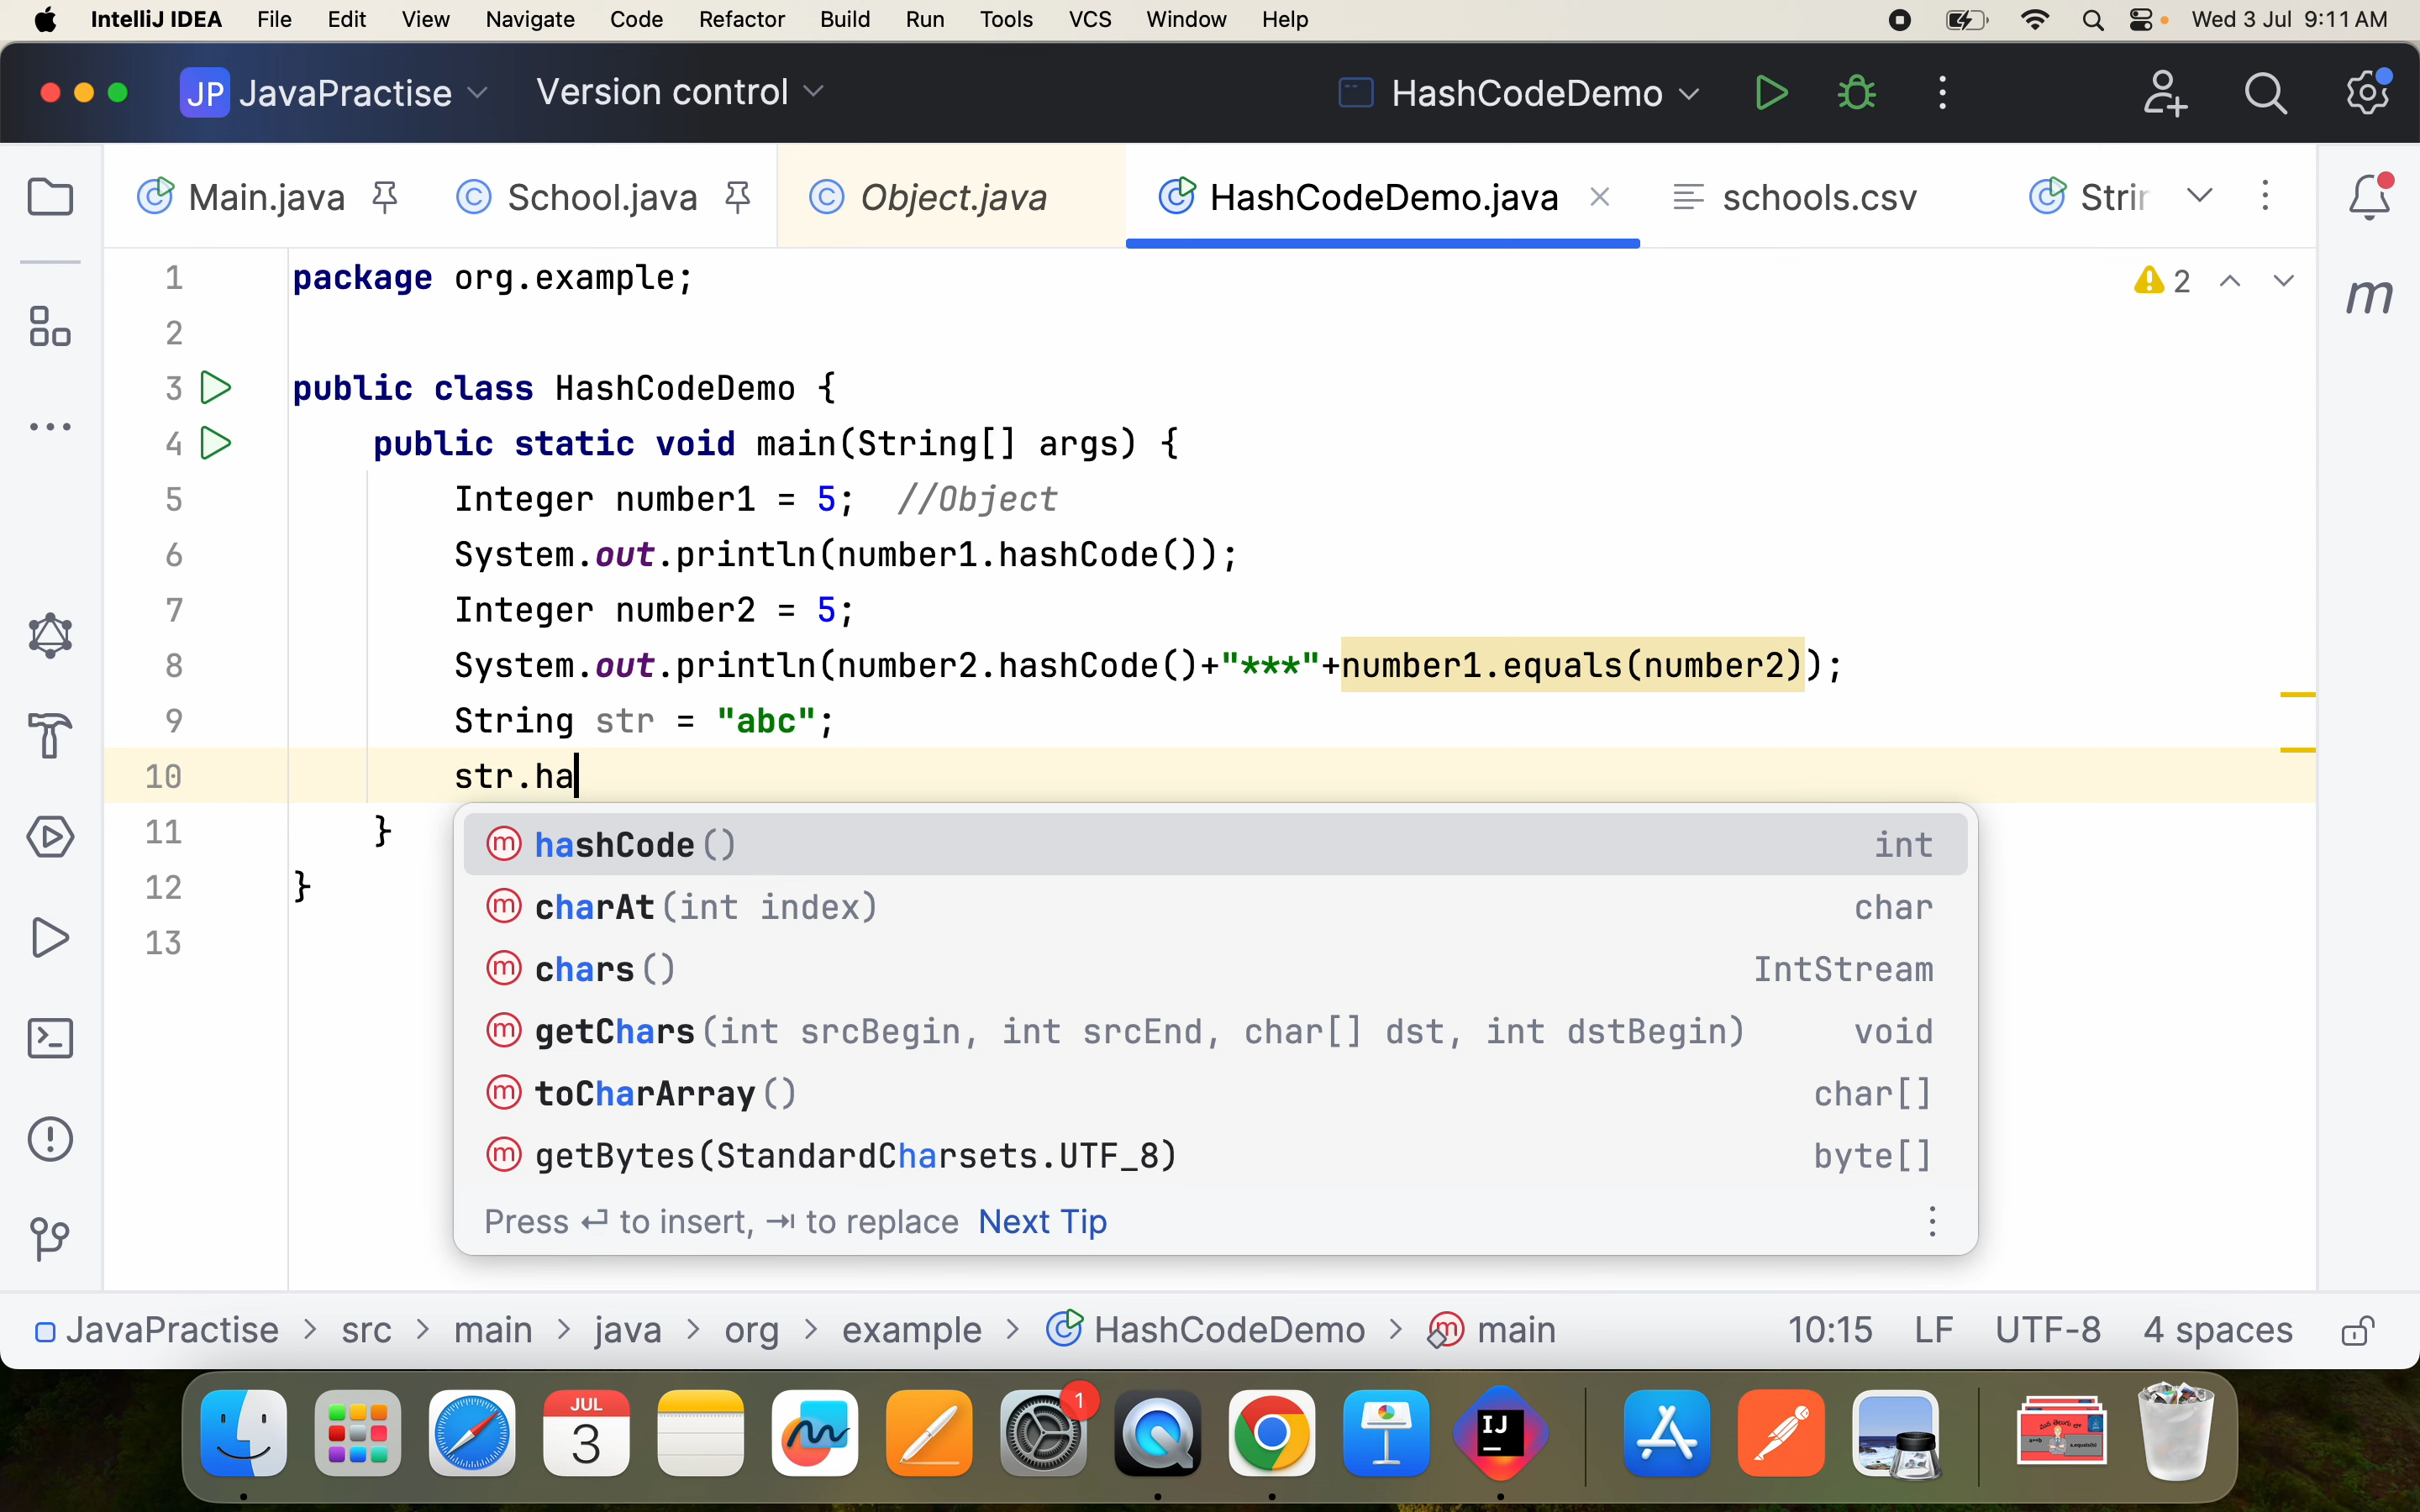 IntelliJ IDEA File Edit View Navigate Code Refactor Build Run Tools VCS Window Help Wed 3 Jul 9:11 AM
JP JavaPractise Version control HashCodeDemo
Main.java School.java Object.java HashCodeDemo.java schools.csv Strin
1 package org.example; 2
2
3 public class HashCodeDemo {
4 public static void main(String[] args) {
5 Integer number1 = 5; //Object
6 System.out.println(number1.hashCode());
7 Integer number2 = 5;
8 System.out.println(number2.hashCode()+"***"+number1.equals(number2));
9 String str = "abc";
10 str.ha
11 }
12 }
13
m hashCode() int
m charAt(int index) char
m chars() IntStream
m getChars(int srcBegin, int srcEnd, char[] dst, int dstBegin) void
m toCharArray() char[]
m getBytes(StandardCharsets.UTF_8) byte[]
Press ↵ to insert, ⇥ to replace Next Tip
m
JavaPractise > src > main > java > org > example > HashCodeDemo > main 10:15 LF UTF-8 4 spaces
JUL
3
1
IJ